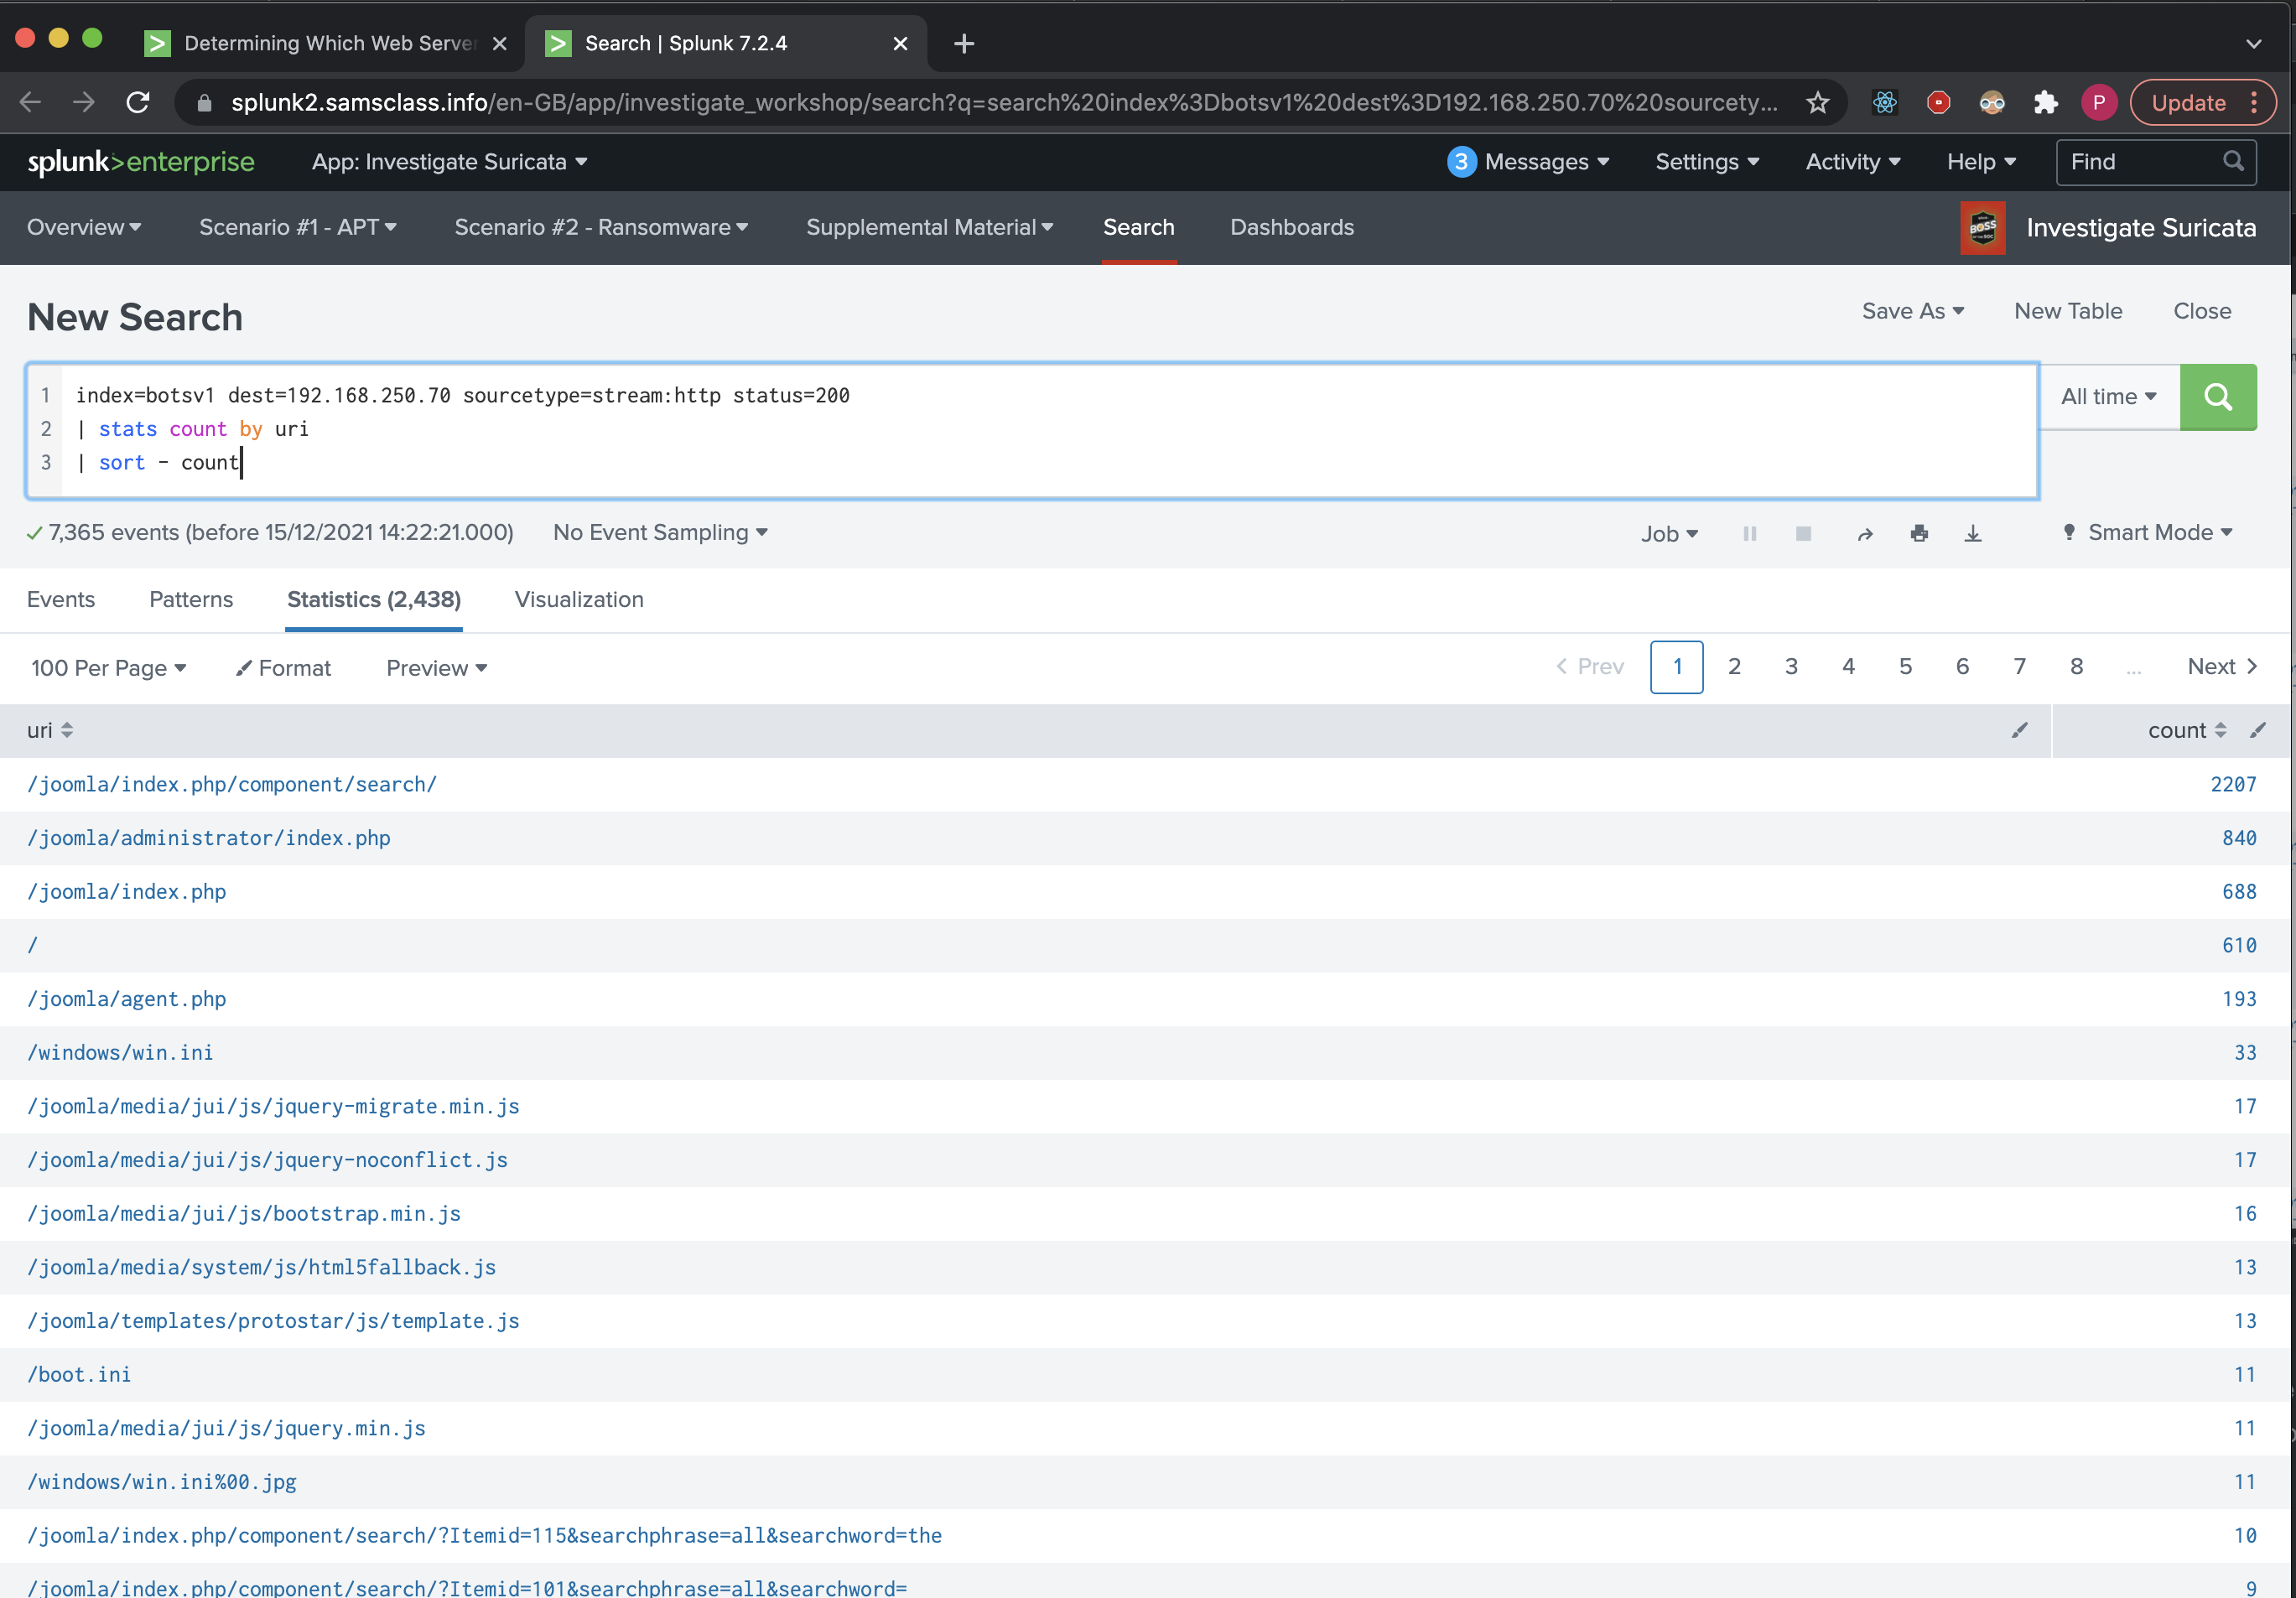 Determining Which Web Server
Search | Splunk 7.2.4
splunk2.samsclass.info/en-GB/app/investigate_workshop/search?q=search%20index%3Dbotsv1%20dest%3D192.168.250.70%20sourcety...
P
Update
splunk>enterprise App: Investigate Suricata 3 Messages Settings Activity Help Find
Overview Scenario #1 - APT Scenario #2 - Ransomware Supplemental Material Search Dashboards BOSS Investigate Suricata
New Search Save As New Table Close
1 index=botsv1 dest=192.168.250.70 sourcetype=stream:http status=200
All time
2 | stats count by uri
3 | sort - count
7,365 events (before 15/12/2021 14:22:21.000) No Event Sampling Job Smart Mode
Events Patterns Statistics (2,438) Visualization
100 Per Page Format Preview < Prev 1 2 3 4 5 6 7 8 ... Next >
uri count
/joomla/index.php/component/search/ 2207
/joomla/administrator/index.php 840
/joomla/index.php 688
/ 610
/joomla/agent.php 193
/windows/win.ini 33
/joomla/media/jui/js/jquery-migrate.min.js 17
/joomla/media/jui/js/jquery-noconflict.js 17
/joomla/media/jui/js/bootstrap.min.js 16
/joomla/media/system/js/html5fallback.js 13
/joomla/templates/protostar/js/template.js 13
/boot.ini 11
/joomla/media/jui/js/jquery.min.js 11
/windows/win.ini%00.jpg 11
/joomla/index.php/component/search/?Itemid=115&searchphrase=all&searchword=the 10
/joomla/index.php/component/search/?Itemid=101&searchphrase=all&searchword= 9